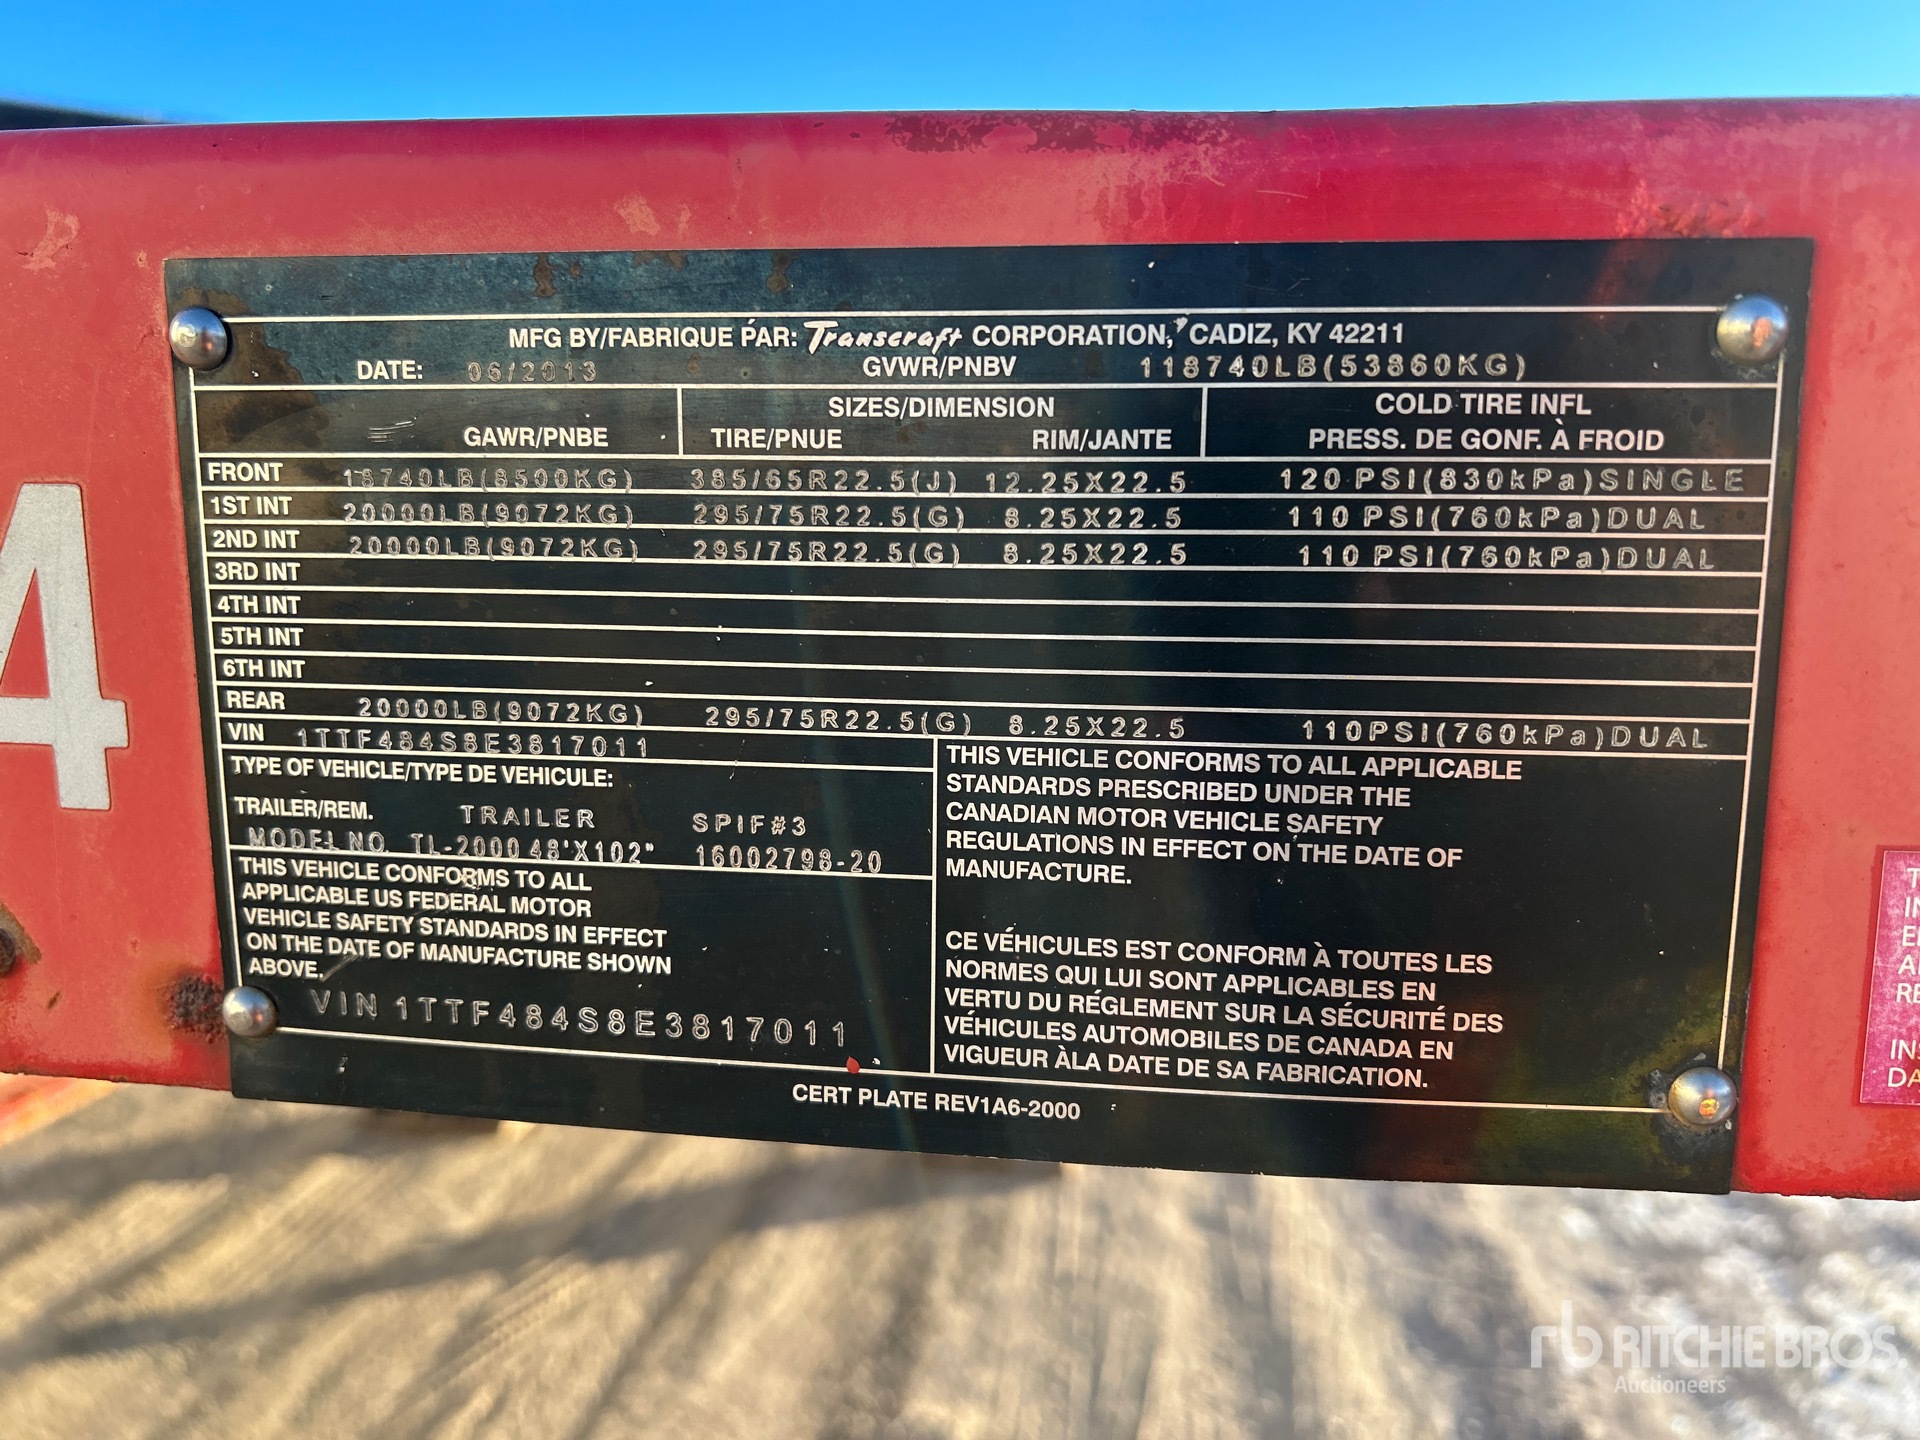 MFG BY/FABRIQUE PAR: Transcraft CORPORATION, CADIZ, KY 42211
DATE: 06/2013 GVWR/PNBV 118740LB(53860KG)
SIZES/DIMENSION COLD TIRE INFL
GAWR/PNBE TIRE/PNUE RIM/JANTE PRESS. DE GONF. À FROID
FRONT 18740LB(8500KG) 385/65R22.5(J) 12.25X22.5 120 PSI(830kPa)SINGLE
1ST INT 20000LB(9072KG) 295/75R22.5(G) 8.25X22.5 110 PSI(760kPa)DUAL
2ND INT 20000LB(9072KG) 295/75R22.5(G) 8.25X22.5 110 PSI(760kPa)DUAL
3RD INT
4TH INT
5TH INT
6TH INT
REAR 20000LB(9072KG) 295/75R22.5(G) 8.25X22.5 110PSI(760kPa)DUAL
VIN 1TTF484S8E3817011
TYPE OF VEHICLE/TYPE DE VEHICULE:
TRAILER/REM. TRAILER SPIF#3
MODEL NO. TL-2000 48'X102" 16002798-20
THIS VEHICLE CONFORMS TO ALL
APPLICABLE US FEDERAL MOTOR
VEHICLE SAFETY STANDARDS IN EFFECT
ON THE DATE OF MANUFACTURE SHOWN
ABOVE.
VIN 1TTF484S8E3817011
THIS VEHICLE CONFORMS TO ALL APPLICABLE
STANDARDS PRESCRIBED UNDER THE
CANADIAN MOTOR VEHICLE SAFETY
REGULATIONS IN EFFECT ON THE DATE OF
MANUFACTURE.
CE VÉHICULES EST CONFORM À TOUTES LES
NORMES QUI LUI SONT APPLICABLES EN
VERTU DU RÉGLEMENT SUR LA SÉCURITÉ DES
VÉHICULES AUTOMOBILES DE CANADA EN
VIGUEUR ÀLA DATE DE SA FABRICATION.
CERT PLATE REV1A6-2000
4
rb RITCHIE BROS.
Auctioneers